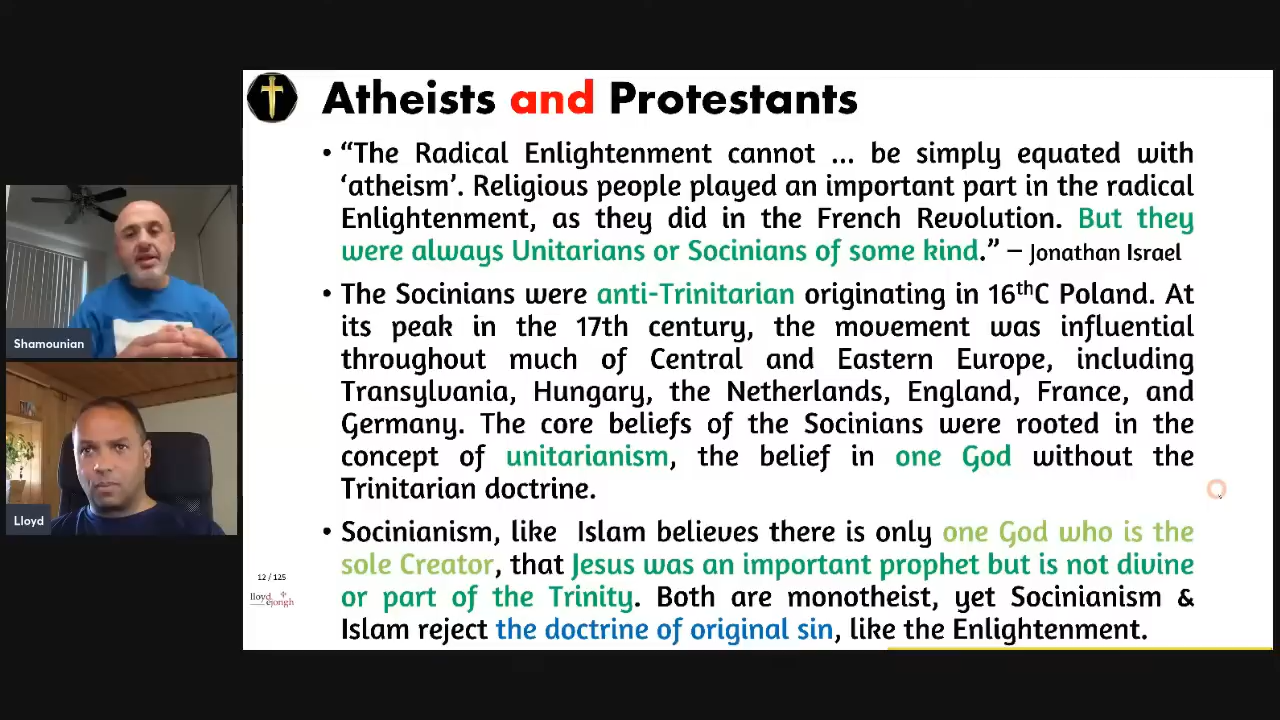 Atheists and Protestants
• “The Radical Enlightenment cannot ... be simply equated with
‘atheism’. Religious people played an important part in the radical
Enlightenment, as they did in the French Revolution. But they
were always Unitarians or Socinians of some kind.” – Jonathan Israel
• The Socinians were anti-Trinitarian originating in 16thC Poland. At
its peak in the 17th century, the movement was influential
throughout much of Central and Eastern Europe, including
Transylvania, Hungary, the Netherlands, England, France, and
Germany. The core beliefs of the Socinians were rooted in the
concept of unitarianism, the belief in one God without the
Trinitarian doctrine.
• Socinianism, like Islam believes there is only one God who is the
sole Creator, that Jesus was an important prophet but is not divine
or part of the Trinity. Both are monotheist, yet Socinianism &
Islam reject the doctrine of original sin, like the Enlightenment.
12 / 125
lloyd
dejongh
Shamounian
Lloyd